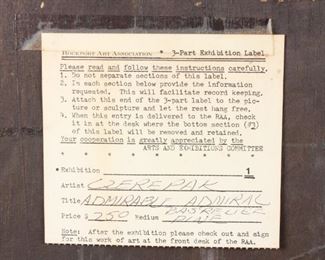 ROCKPORT ART ASSOCIATION * 3-Part Exhibition Label
Please read and follow these instructions carefully.
1. Do not separate sections of this label.
2. In each section below provide the information
requested. This will facilitate record keeping.
3. Attach this end of the 3-part label to the pic-
ture or sculpture and let the rest hang free.
4. When this entry is delivered to the RAA, check
it in at the desk where the bottom section (#3)
of this label will be removed and retained.
Your cooperation is greatly appreciated by the
ARTS AND EXHIBITIONS COMMITTEE
* * * * * * * * *
Exhibition 1
Artist CZEREPAK
Title ADMIRABLE ADMIRAL
Price $ 250 Medium BAS RELIEF
PINE
Note: After the exhibition please check out and sign
for this work of art at the front desk of the RAA.